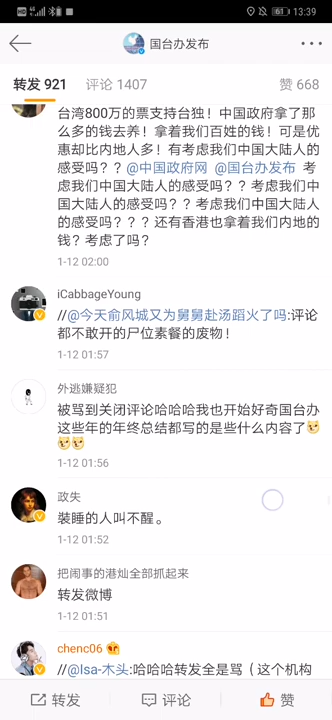 HD 4G 61 13:39
国台办发布
转发 921 评论 1407 赞 668
台湾800万的票支持台独！中国政府拿了那
么多的钱去养！拿着我们百姓的钱！可是优
惠却比内地人多！有考虑我们中国大陆人的
感受吗？？@中国政府网 @国台办发布 考
虑我们中国大陆人的感受吗？？考虑我们中
国大陆人的感受吗？？考虑我们中国大陆人
的感受吗？？？还有香港也拿着我们内地的
钱？考虑了吗？
1-12 02:00
iCabbageYoung
//@今天俞风城又为舅舅赴汤蹈火了吗:评论
都不敢开的尸位素餐的废物！
1-12 01:57
外逃嫌疑犯
被骂到关闭评论哈哈哈我也开始好奇国台办
这些年的年终总结都写的是些什么内容了
1-12 01:56
政失
裝睡的人叫不醒。
1-12 01:52
把闹事的港灿全部抓起来
转发微博
1-12 01:51
chenc06
//@Isa-木头:哈哈哈转发全是骂（这个机构
转发 评论 赞